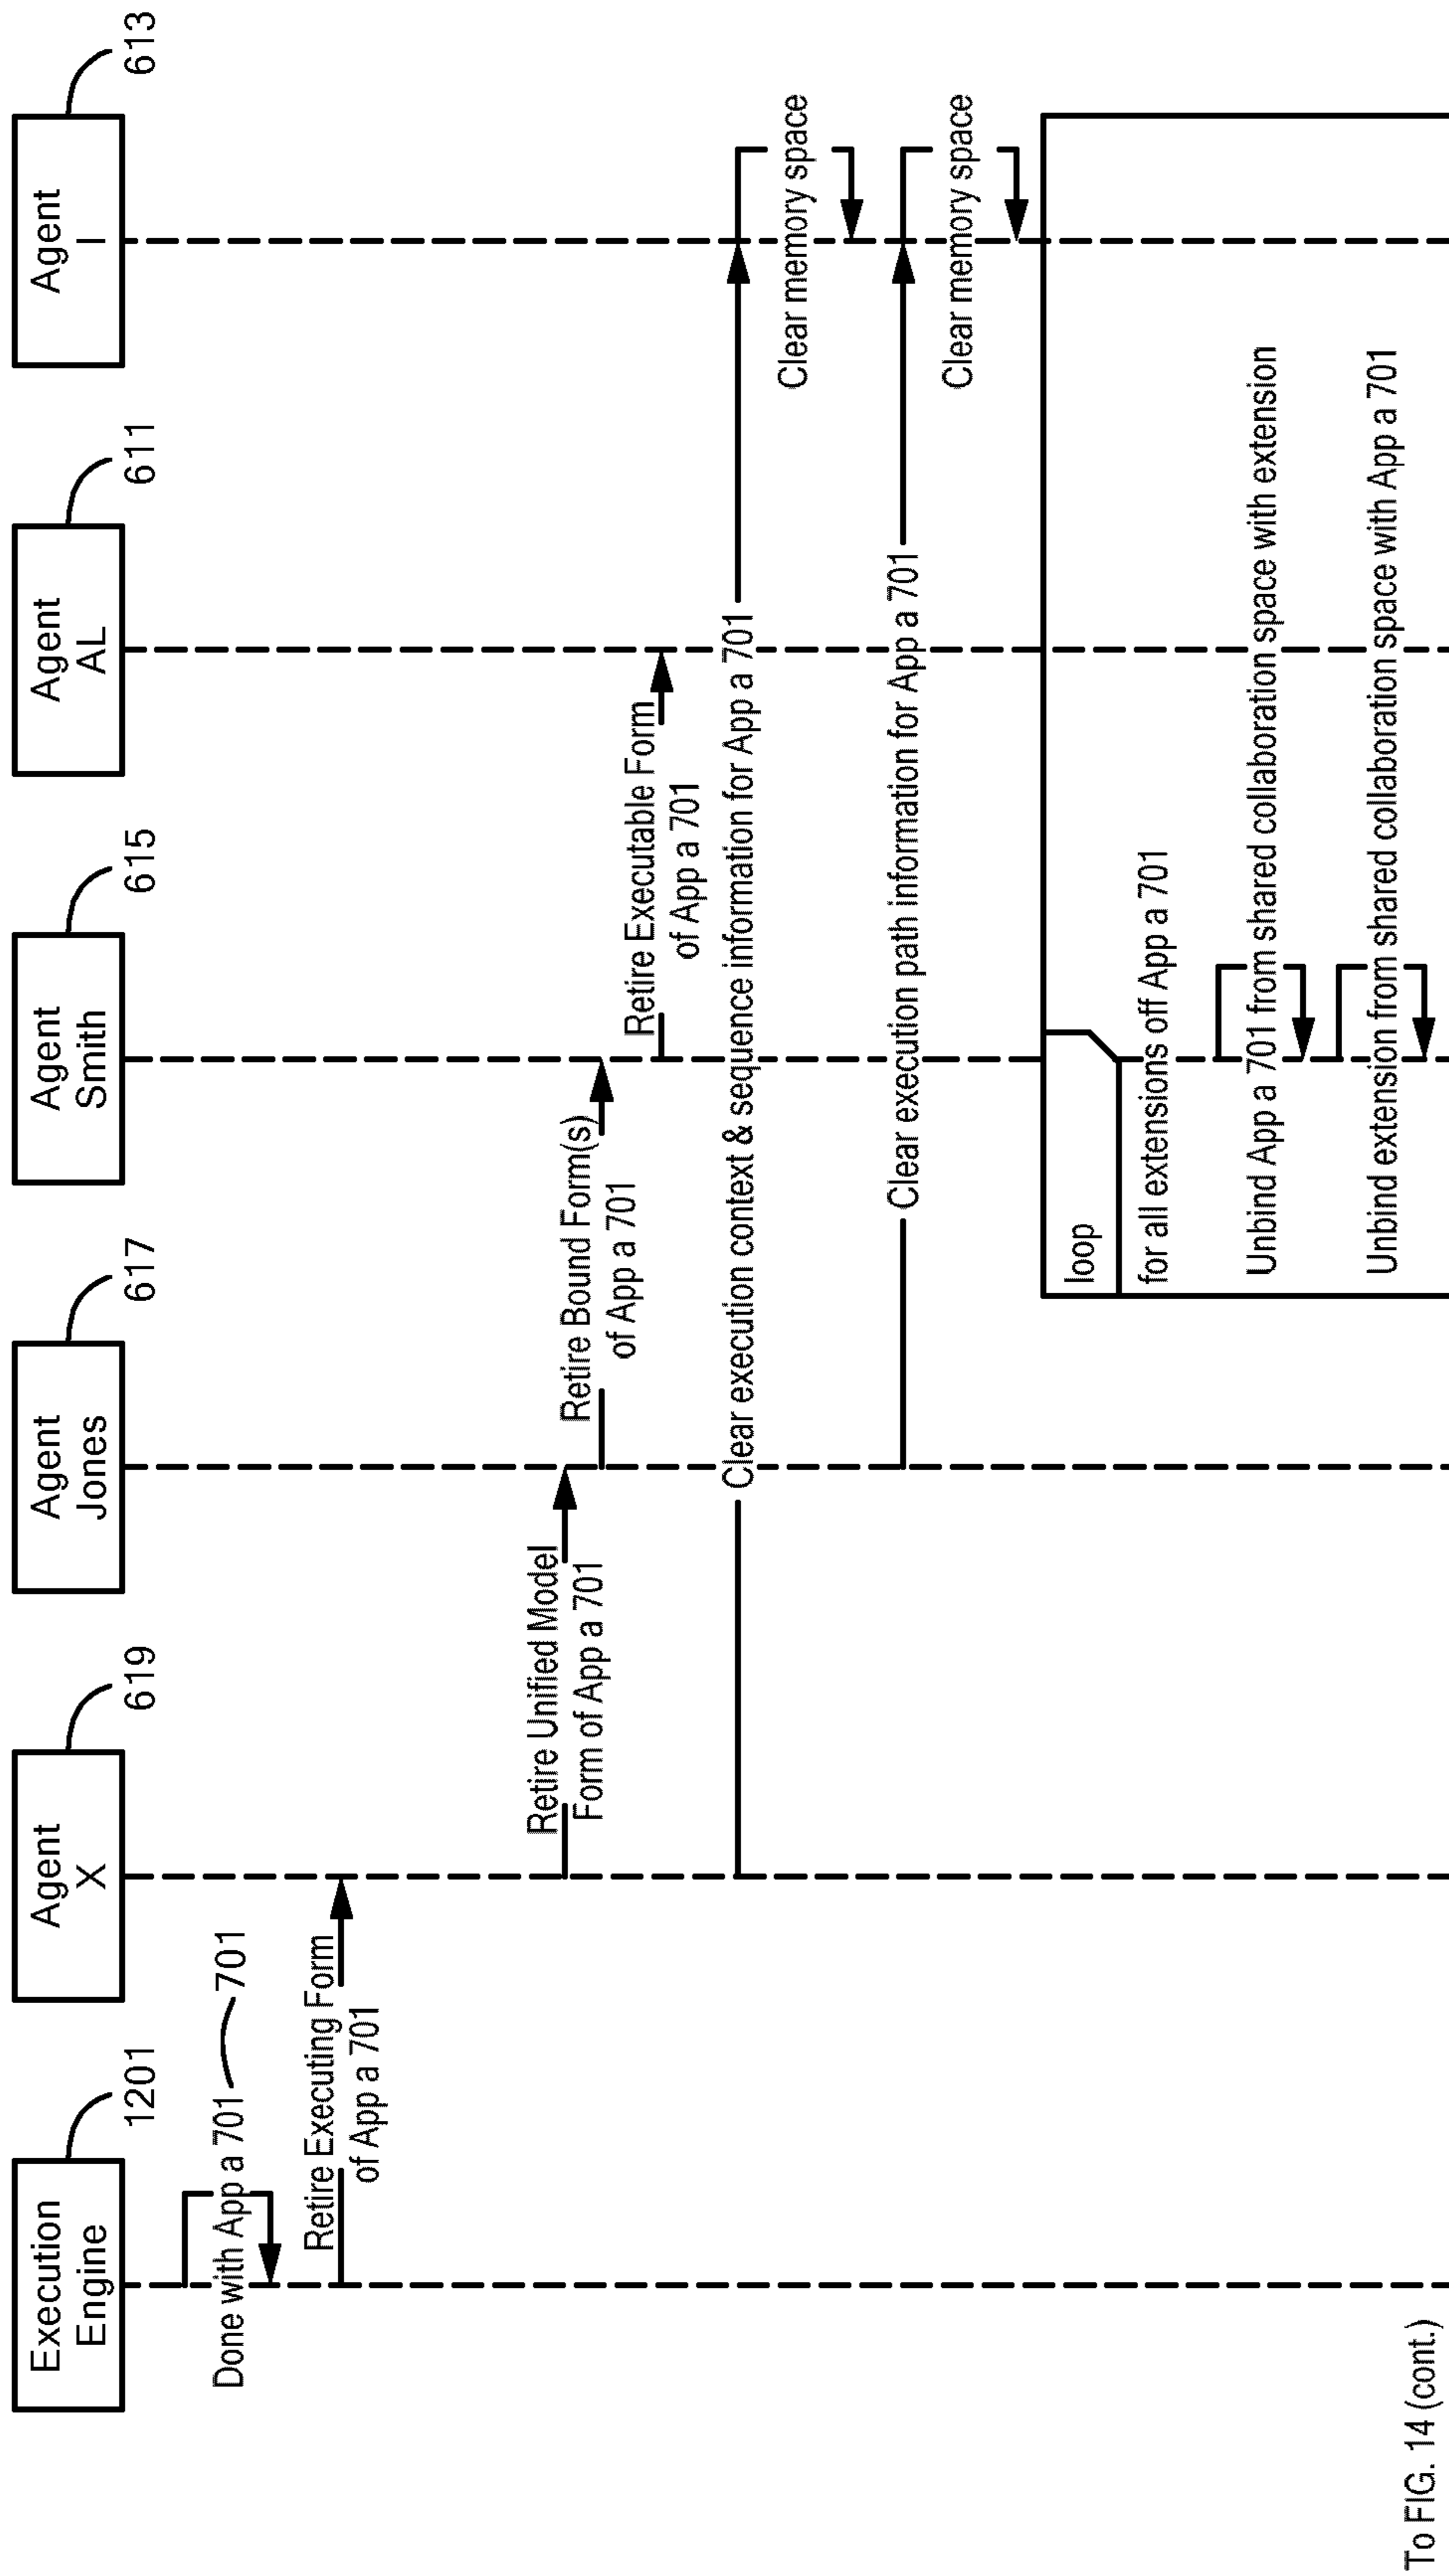 Execution
Engine
1201
Agent
X
619
Agent
Jones
617
Agent
Smith
615
Agent
AL
611
Agent
I
613
Done with App a 701
701
Retire Executing Form
of App a 701
Retire Unified Model
Form of App a 701
Retire Bound Form(s)
of App a 701
Retire Executable Form
of App a 701
Clear execution context & sequence information for App a 701
Clear memory space
Clear execution path information for App a 701
Clear memory space
loop
for all extensions off App a 701
Unbind App a 701 from shared collaboration space with extension
Unbind extension from shared collaboration space with App a 701
To FIG. 14 (cont.)